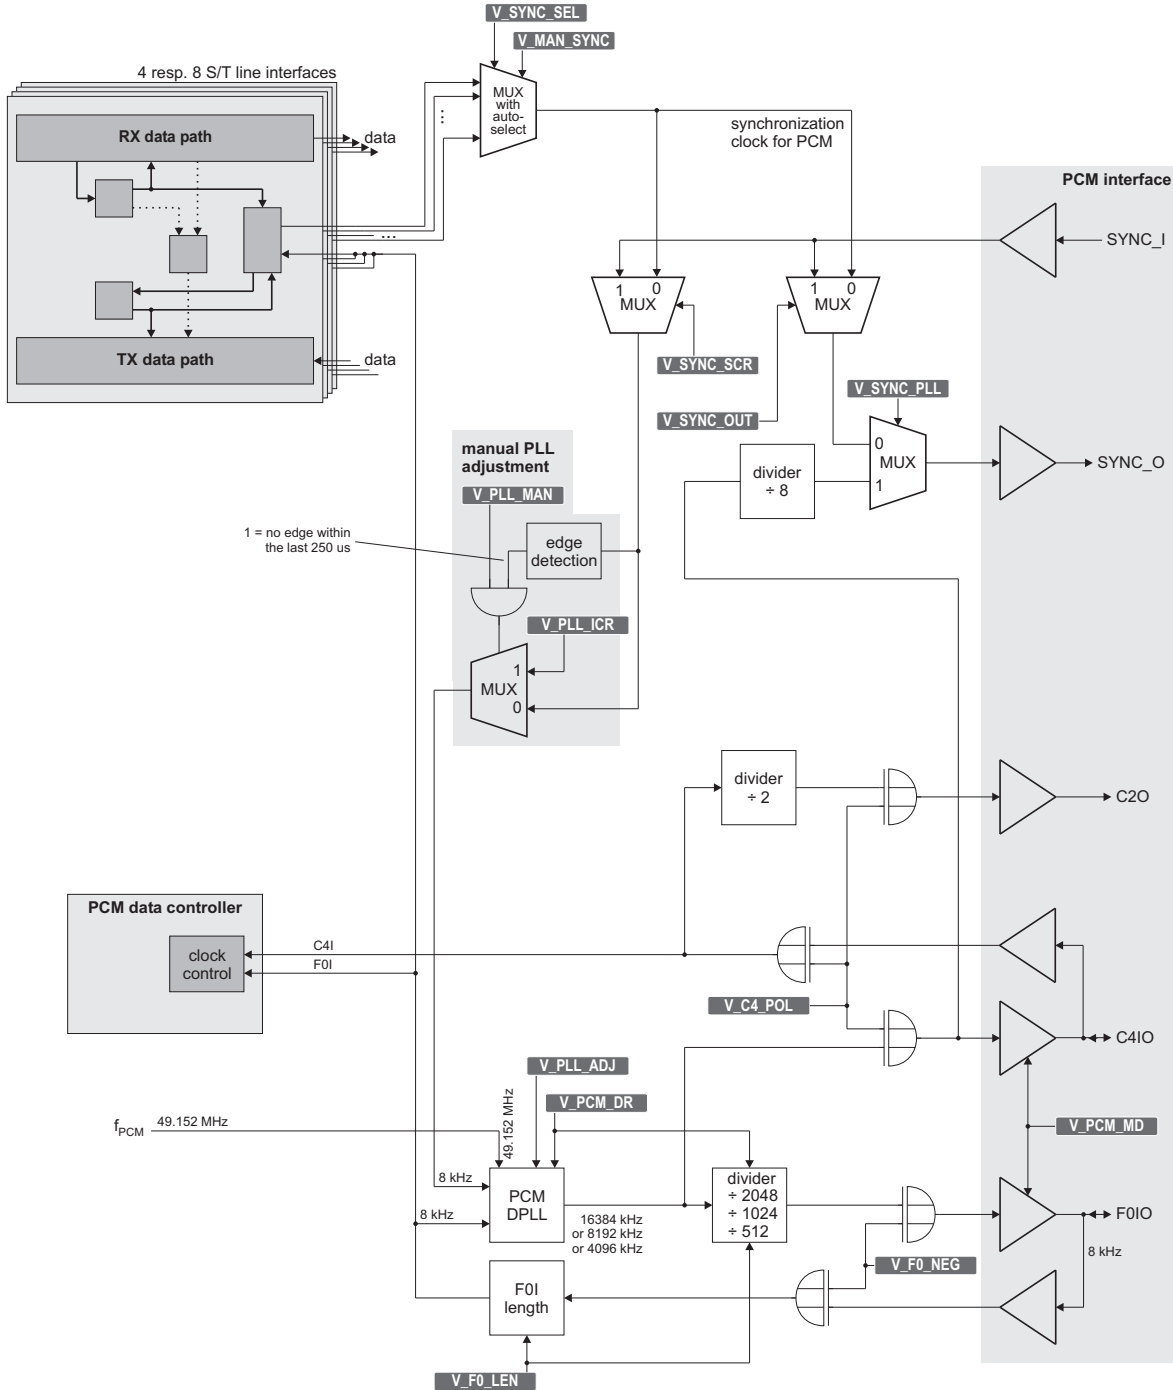 V_SYNC_SEL
V_MAN_SYNC
4 resp. 8 S/T line interfaces
MUX
with
auto-
select
RX data path
data
synchronization
clock for PCM
PCM interface
SYNC_I
...
1 0
MUX
1 0
MUX
TX data path
data
V_SYNC_SCR
V_SYNC_PLL
V_SYNC_OUT
manual PLL
adjustment
0
MUX
1
SYNC_O
divider
÷ 8
V_PLL_MAN
1 = no edge within
the last 250 us
edge
detection
V_PLL_ICR
1
MUX
0
divider
÷ 2
C2O
PCM data controller
clock
control
C4I
F0I
V_C4_POL
C4IO
V_PLL_ADJ
V_PCM_DR
49.152 MHz
fPCM 49.152 MHz
V_PCM_MD
8 kHz
8 kHz
PCM
DPLL
16384 kHz
or 8192 kHz
or 4096 kHz
divider
÷ 2048
÷ 1024
÷ 512
F0IO
8 kHz
V_F0_NEG
F0I
length
V_F0_LEN